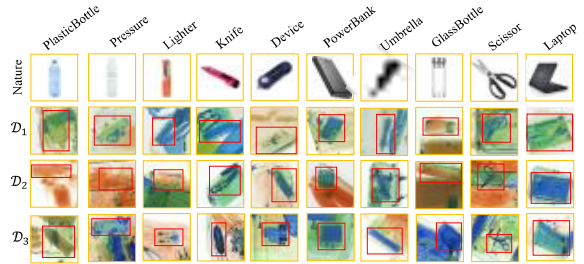 PlasticBottle Pressure Lighter Knife Device PowerBank Umbrella GlassBottle Scissor Laptop
Nature
𝒟₁
𝒟₂
𝒟₃